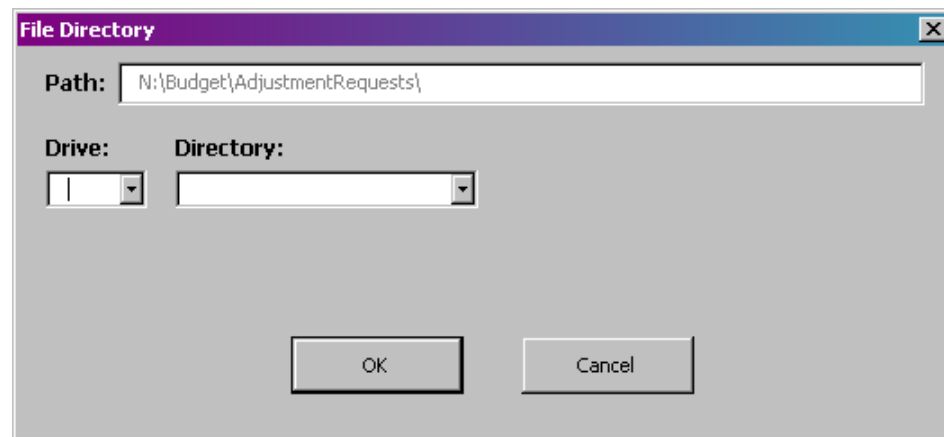 File Directory
Path: N:\Budget\AdjustmentRequests\
Drive: Directory:
OK Cancel